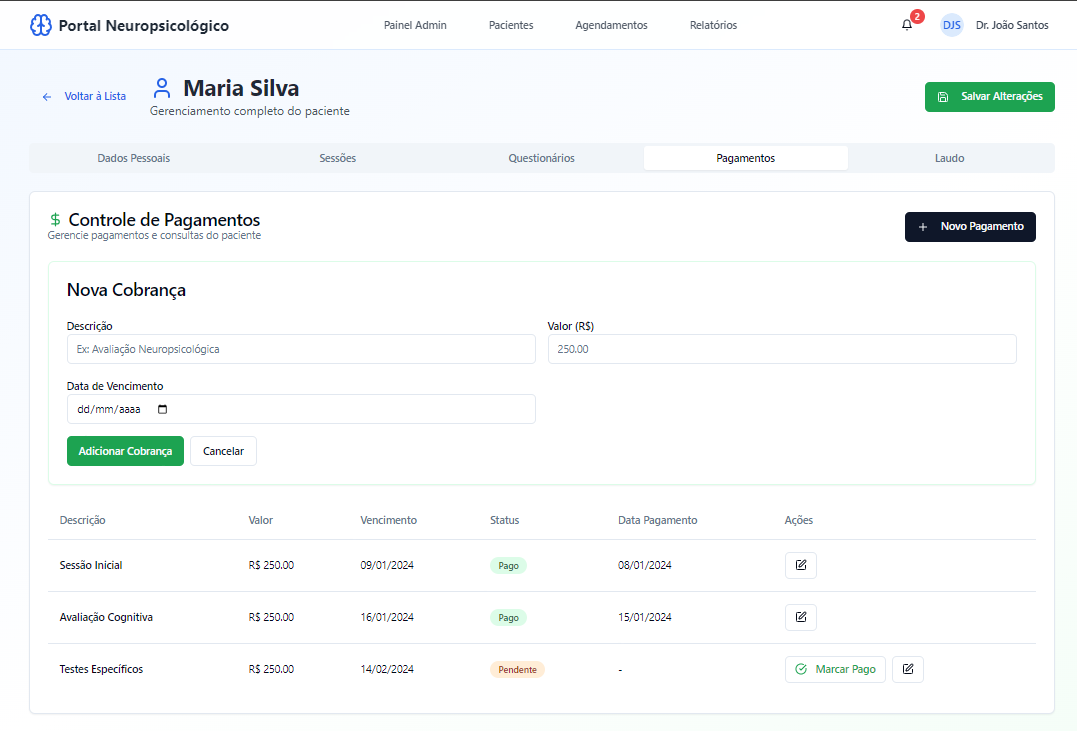 Portal Neuropsicológico
Painel Admin
Pacientes
Agendamentos
Relatórios
2
DJS
Dr. João Santos
Voltar à Lista
Maria Silva
Gerenciamento completo do paciente
Salvar Alterações
Dados Pessoais
Sessões
Questionários
Pagamentos
Laudo
$ Controle de Pagamentos
Gerencie pagamentos e consultas do paciente
+ Novo Pagamento
Nova Cobrança
Descrição
Valor (R$)
Ex: Avaliação Neuropsicológica
250.00
Data de Vencimento
dd/mm/aaaa
Adicionar Cobrança
Cancelar
Descrição Valor Vencimento Status Data Pagamento Ações
Sessão Inicial R$ 250.00 09/01/2024 Pago 08/01/2024
Avaliação Cognitiva R$ 250.00 16/01/2024 Pago 15/01/2024
Testes Específicos R$ 250.00 14/02/2024 Pendente - Marcar Pago